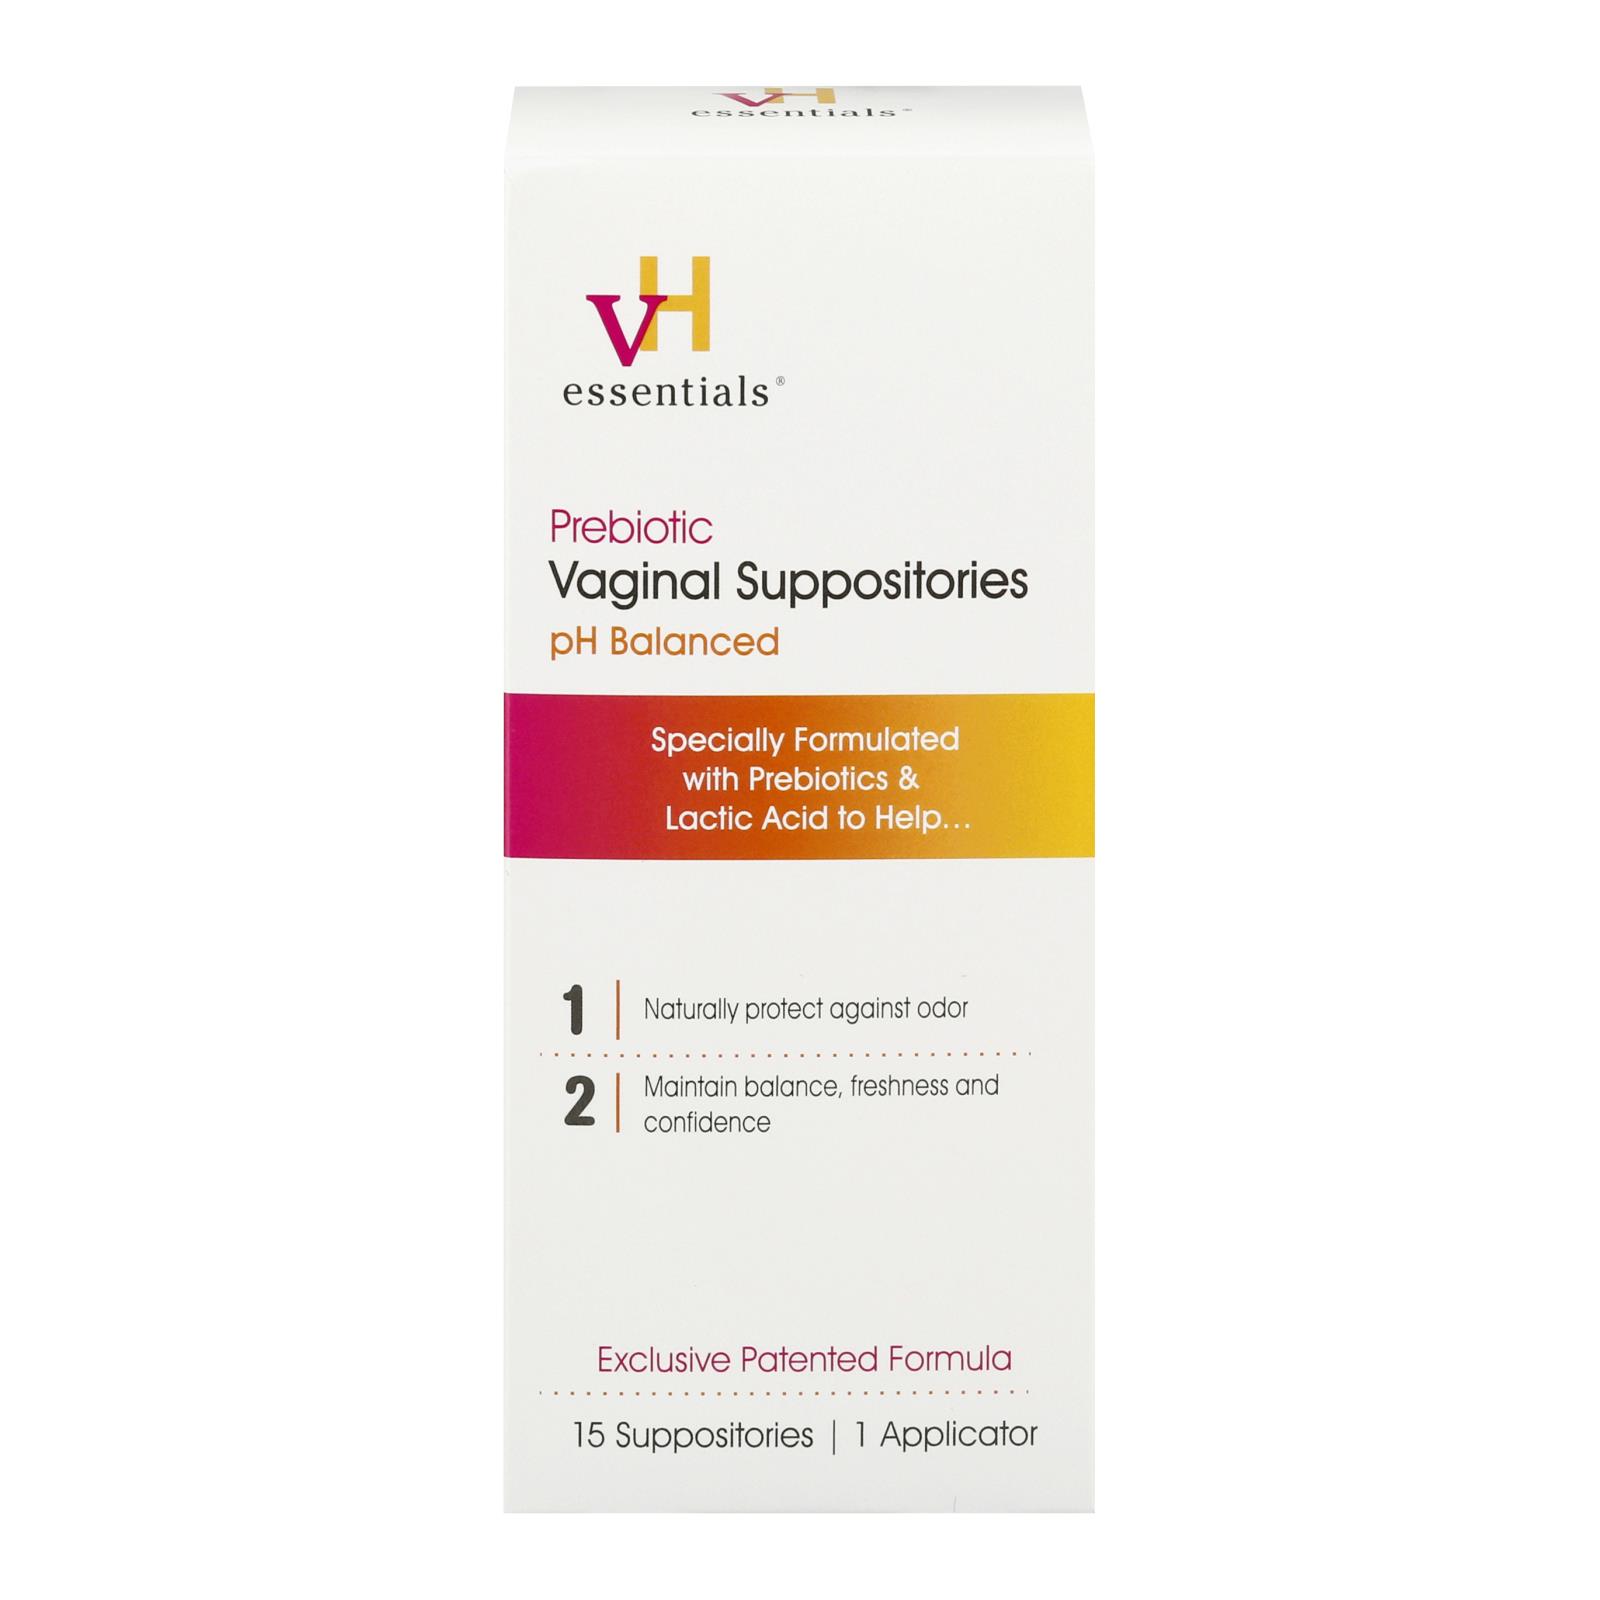 VH
essentials®
VH
essentials®
Prebiotic
Vaginal Suppositories
pH Balanced
Specially Formulated
with Prebiotics &
Lactic Acid to Help...
1 Naturally protect against odor
2 Maintain balance, freshness and
confidence
Exclusive Patented Formula
15 Suppositories | 1 Applicator